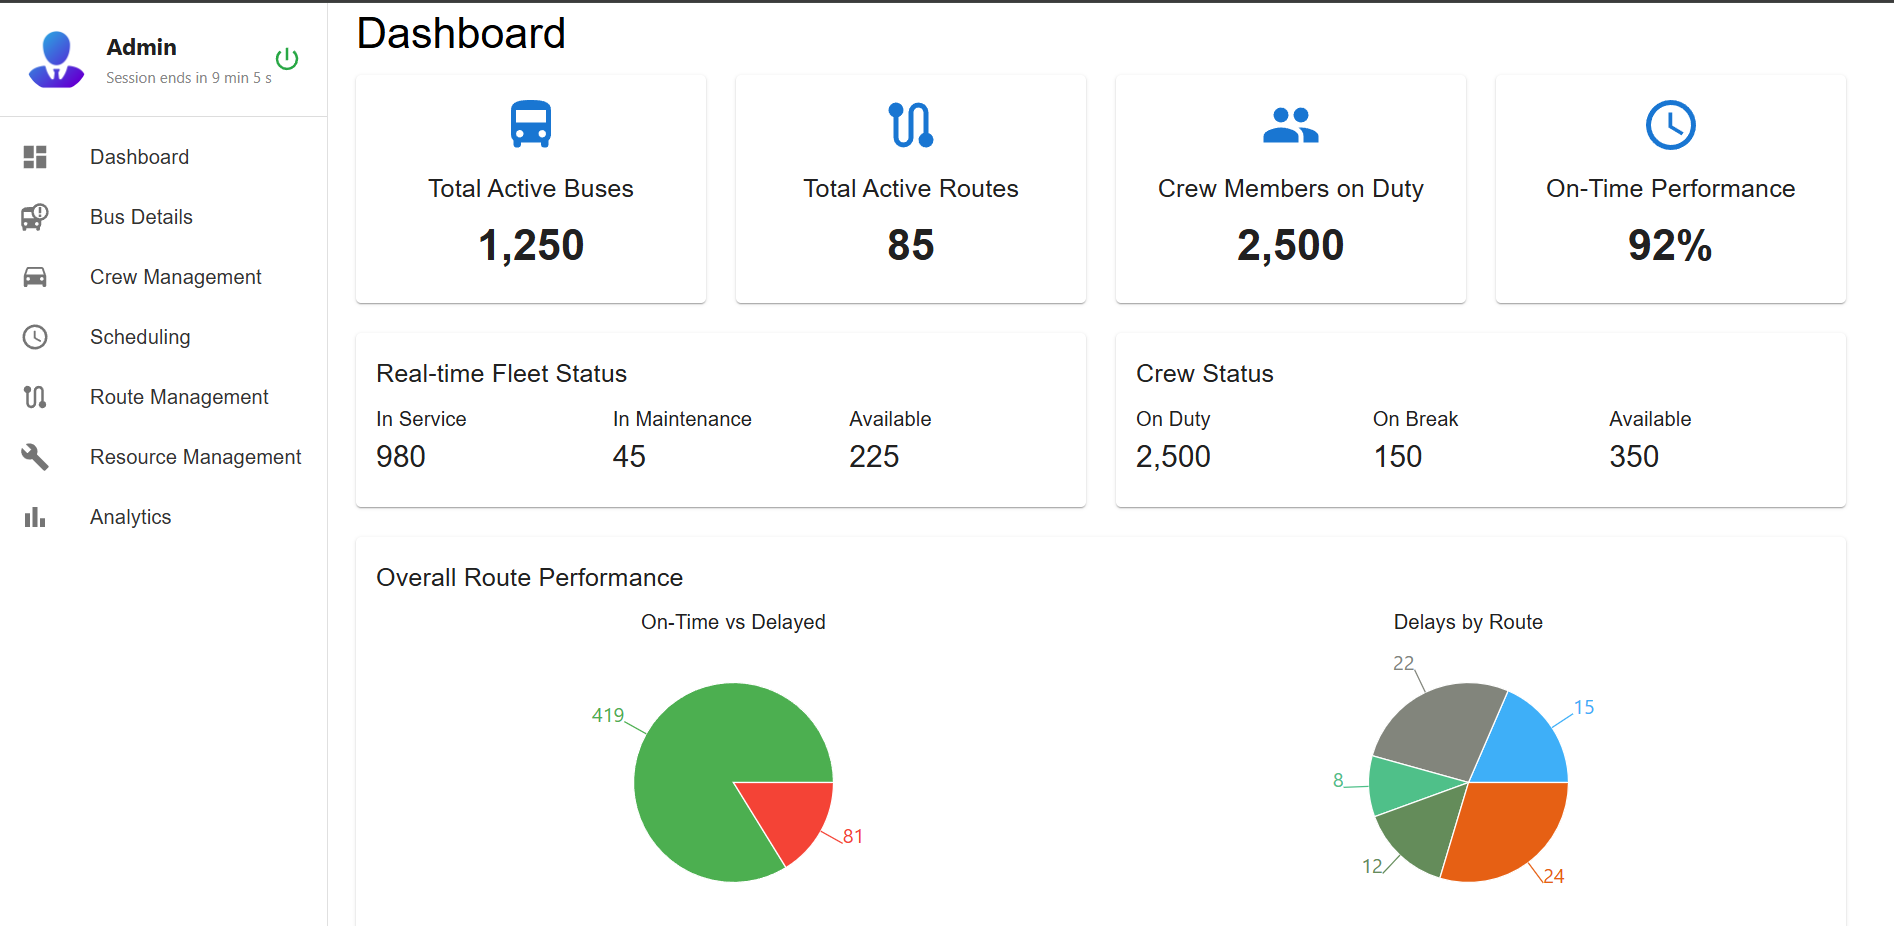 Admin
Session ends in 9 min 5 s
Dashboard
Bus Details
Crew Management
Scheduling
Route Management
Resource Management
Analytics
Dashboard
Total Active Buses
1,250
Total Active Routes
85
Crew Members on Duty
2,500
On-Time Performance
92%
Real-time Fleet Status
In Service
980
In Maintenance
45
Available
225
Crew Status
On Duty
2,500
On Break
150
Available
350
Overall Route Performance
On-Time vs Delayed
419
81
Delays by Route
22
15
8
12
24